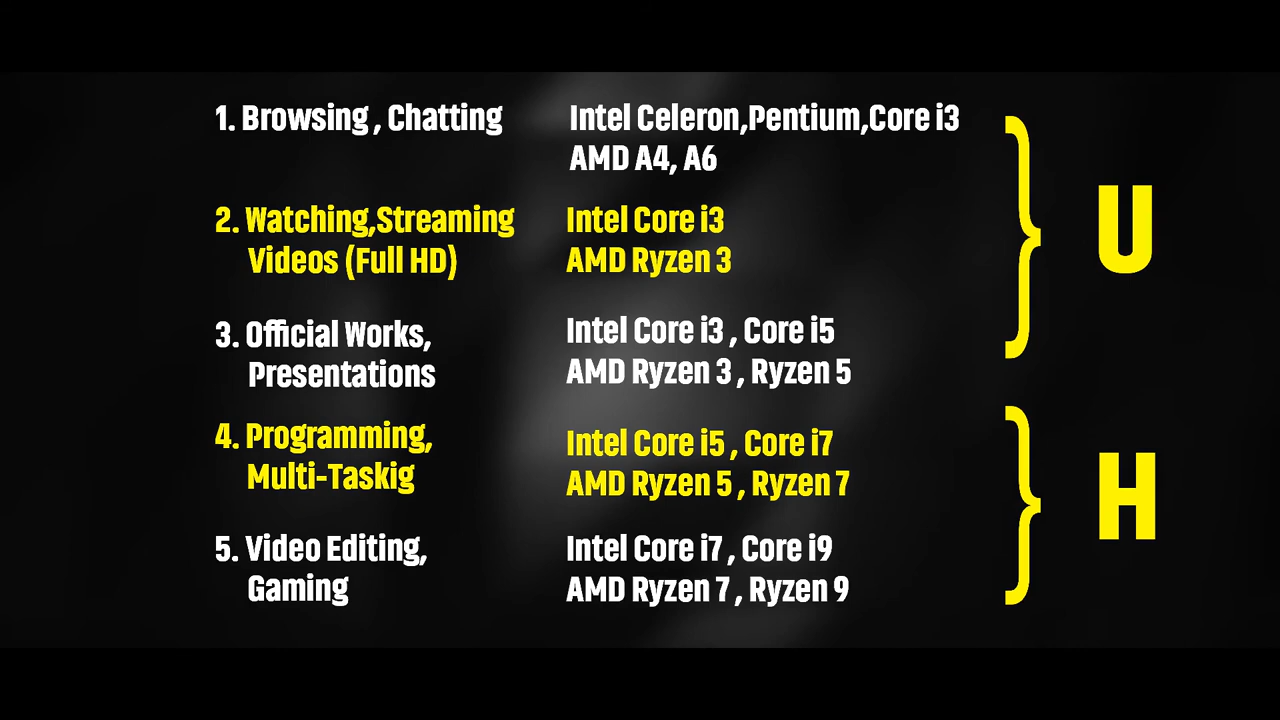 1. Browsing , Chatting
Intel Celeron,Pentium,Core i3
AMD A4, A6
2. Watching,Streaming
Videos (Full HD)
Intel Core i3
AMD Ryzen 3
3. Official Works,
Presentations
Intel Core i3 , Core i5
AMD Ryzen 3 , Ryzen 5
U
4. Programming,
Multi-Taskig
Intel Core i5 , Core i7
AMD Ryzen 5 , Ryzen 7
5. Video Editing,
Gaming
Intel Core i7 , Core i9
AMD Ryzen 7 , Ryzen 9
H